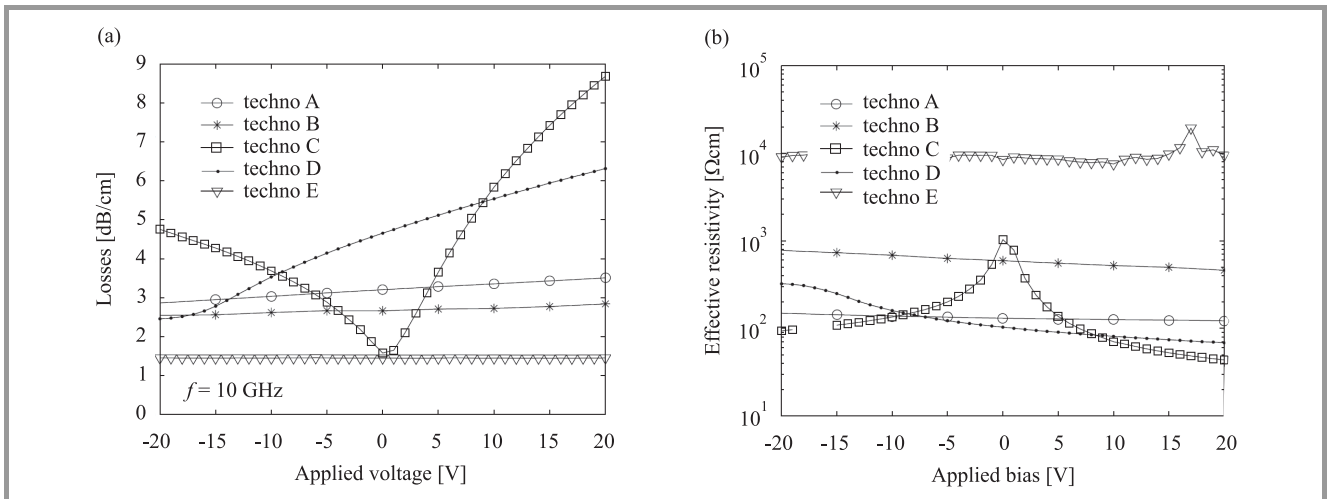 (a)
9
8
7
6
5
4
3
2
1
0
Losses [dB/cm]
techno A
techno B
techno C
techno D
techno E
f = 10 GHz
-20 -15 -10 -5 0 5 10 15 20
Applied voltage [V]
(b)
10^5
10^4
10^3
10^2
10^1
Effective resistivity [Ωcm]
techno A
techno B
techno C
techno D
techno E
-20 -15 -10 -5 0 5 10 15 20
Applied bias [V]